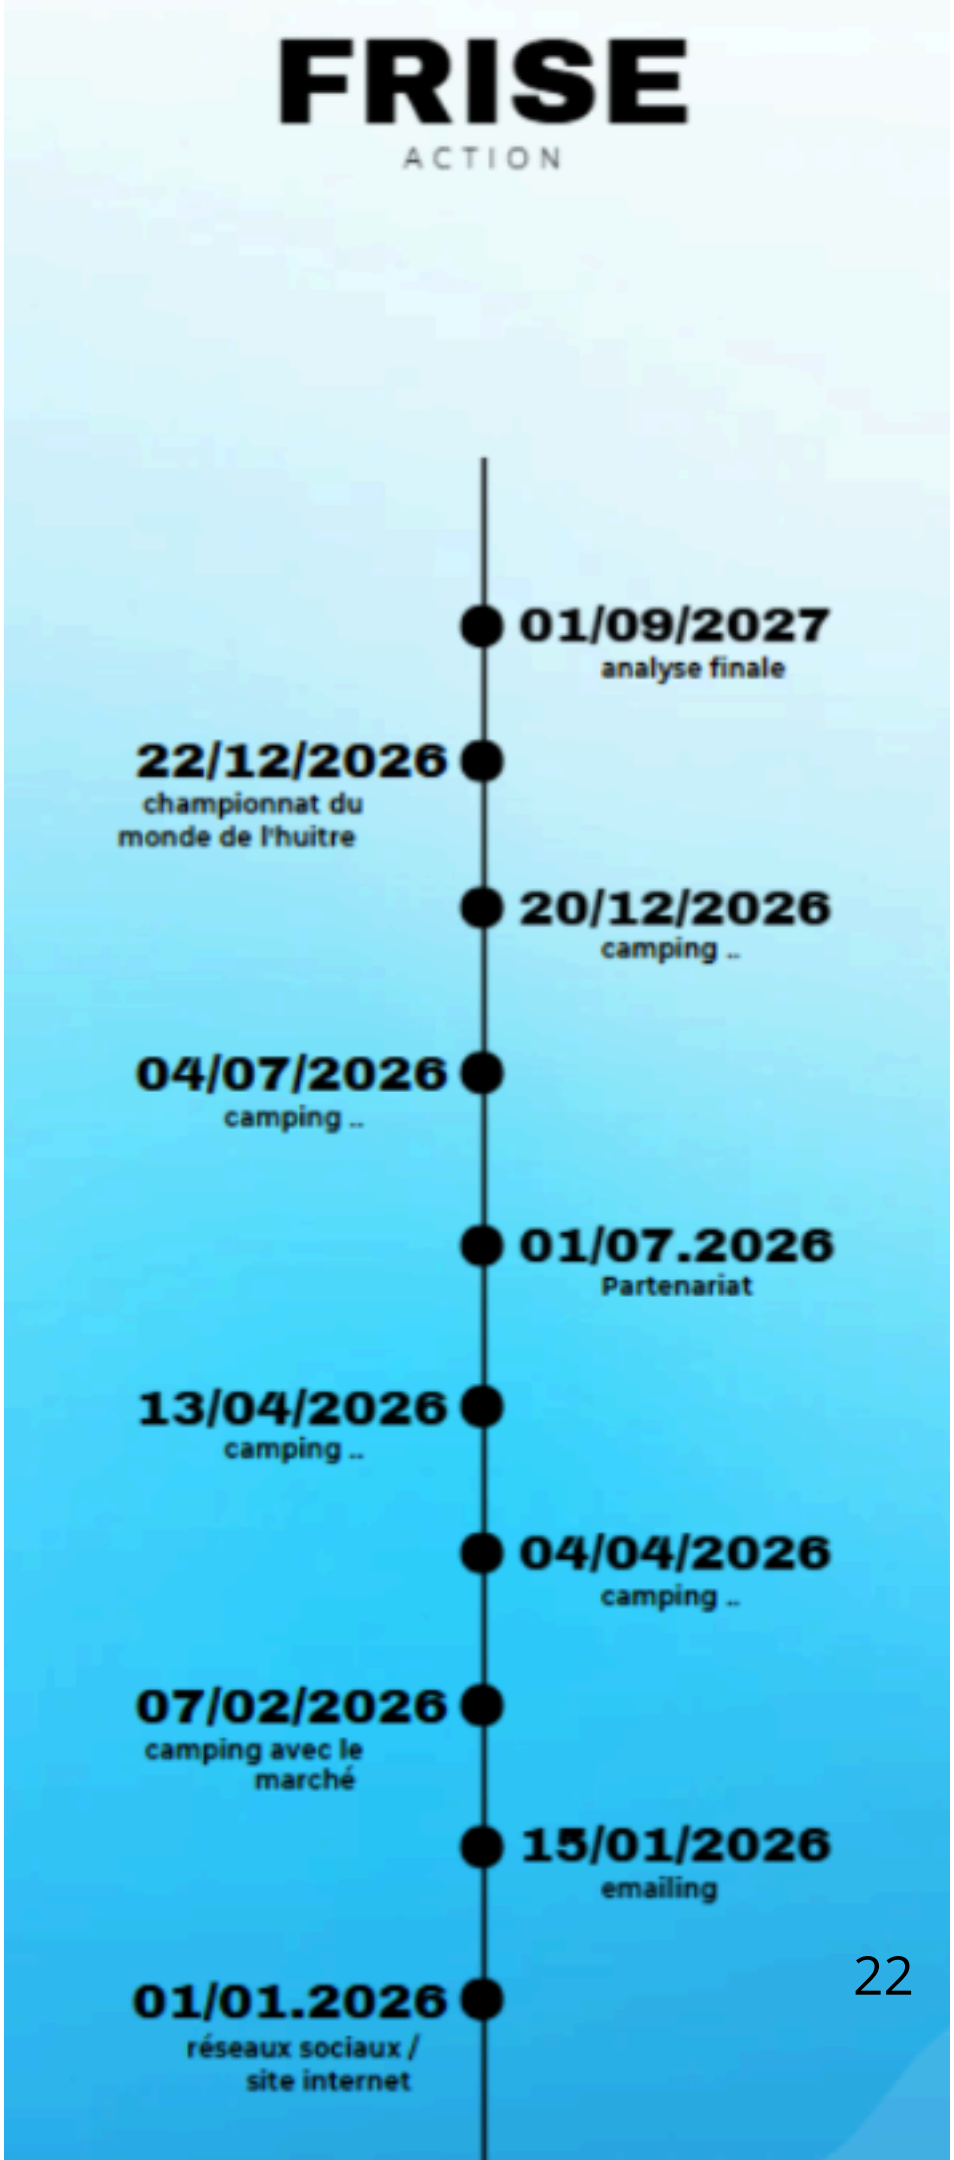 FRISE
ACTION
01/09/2027
analyse finale
22/12/2026
championnat du
monde de l'huitre
20/12/2026
camping ..
04/07/2026
camping ..
01/07.2026
Partenariat
13/04/2026
camping ..
04/04/2026
camping ..
07/02/2026
camping avec le
marché
15/01/2026
emailing
22
01/01.2026
réseaux sociaux /
site internet